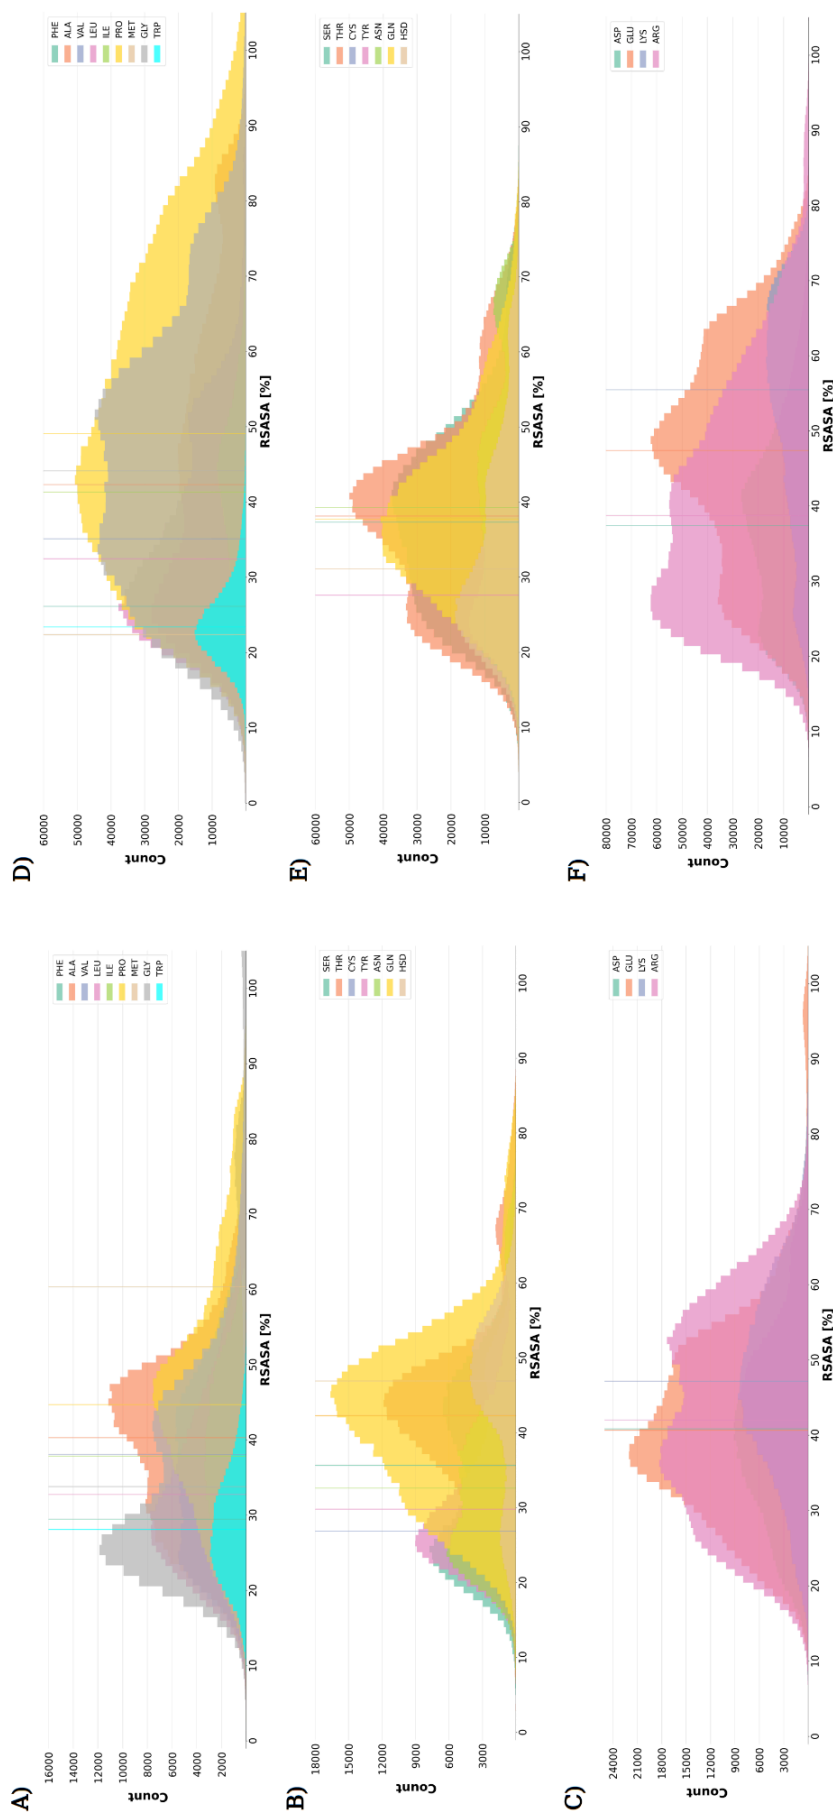 A)
16000
14000
12000
10000
8000
6000
4000
2000
Count
0
10
20
30
40
50
60
70
80
90
100
RSASA [%]
PHE
ALA
VAL
LEU
ILE
PRO
MET
GLY
TRP
D)
60000
50000
40000
30000
20000
10000
Count
0
10
20
30
40
50
60
70
80
90
100
RSASA [%]
PHE
ALA
VAL
LEU
ILE
PRO
MET
GLY
TRP
B)
18000
15000
12000
9000
6000
3000
Count
0
10
20
30
40
50
60
70
80
90
100
RSASA [%]
SER
THR
CYS
TYR
ASN
GLN
HSD
E)
60000
50000
40000
30000
20000
10000
Count
0
10
20
30
40
50
60
70
80
90
100
RSASA [%]
SER
THR
CYS
TYR
ASN
GLN
HSD
C)
24000
21000
18000
15000
12000
9000
6000
3000
Count
0
10
20
30
40
50
60
70
80
90
100
RSASA [%]
ASP
GLU
LYS
ARG
F)
80000
70000
60000
50000
40000
30000
20000
10000
Count
0
10
20
30
40
50
60
70
80
90
100
RSASA [%]
ASP
GLU
LYS
ARG